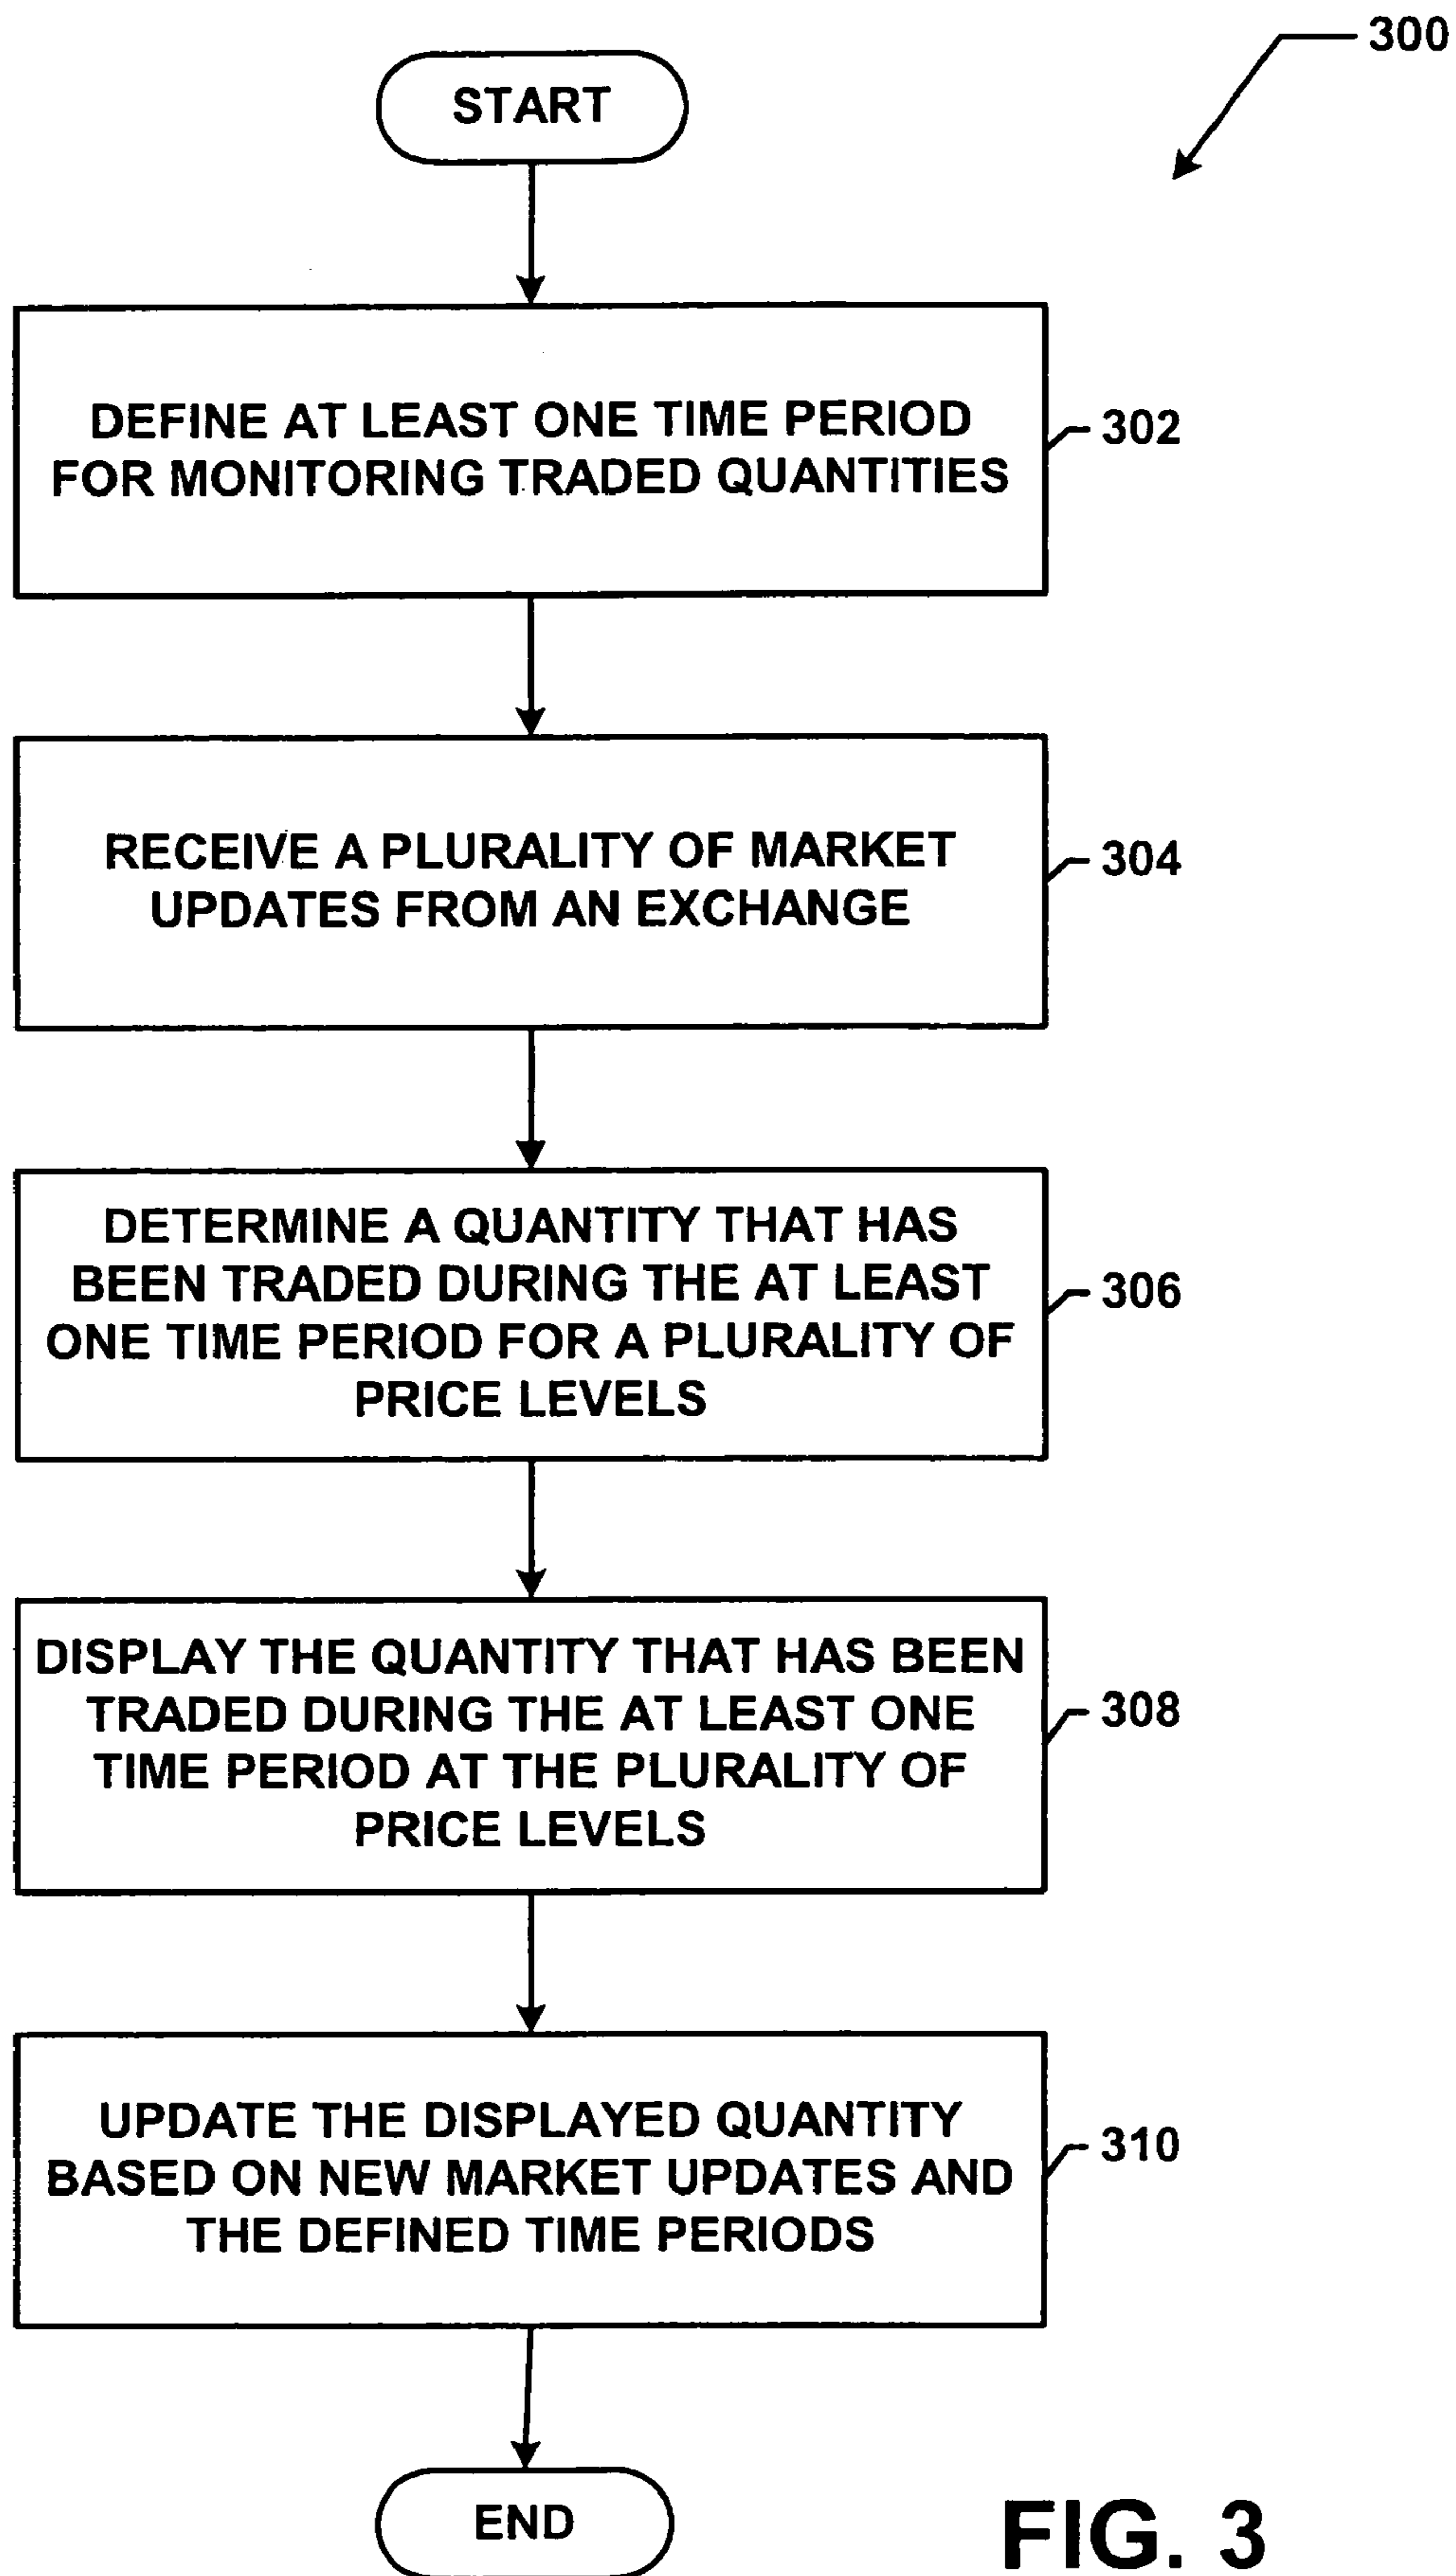 300
START
DEFINE AT LEAST ONE TIME PERIOD
FOR MONITORING TRADED QUANTITIES
302
RECEIVE A PLURALITY OF MARKET
UPDATES FROM AN EXCHANGE
304
DETERMINE A QUANTITY THAT HAS
BEEN TRADED DURING THE AT LEAST
ONE TIME PERIOD FOR A PLURALITY OF
PRICE LEVELS
306
DISPLAY THE QUANTITY THAT HAS BEEN
TRADED DURING THE AT LEAST ONE
TIME PERIOD AT THE PLURALITY OF
PRICE LEVELS
308
UPDATE THE DISPLAYED QUANTITY
BASED ON NEW MARKET UPDATES AND
THE DEFINED TIME PERIODS
310
END
FIG. 3